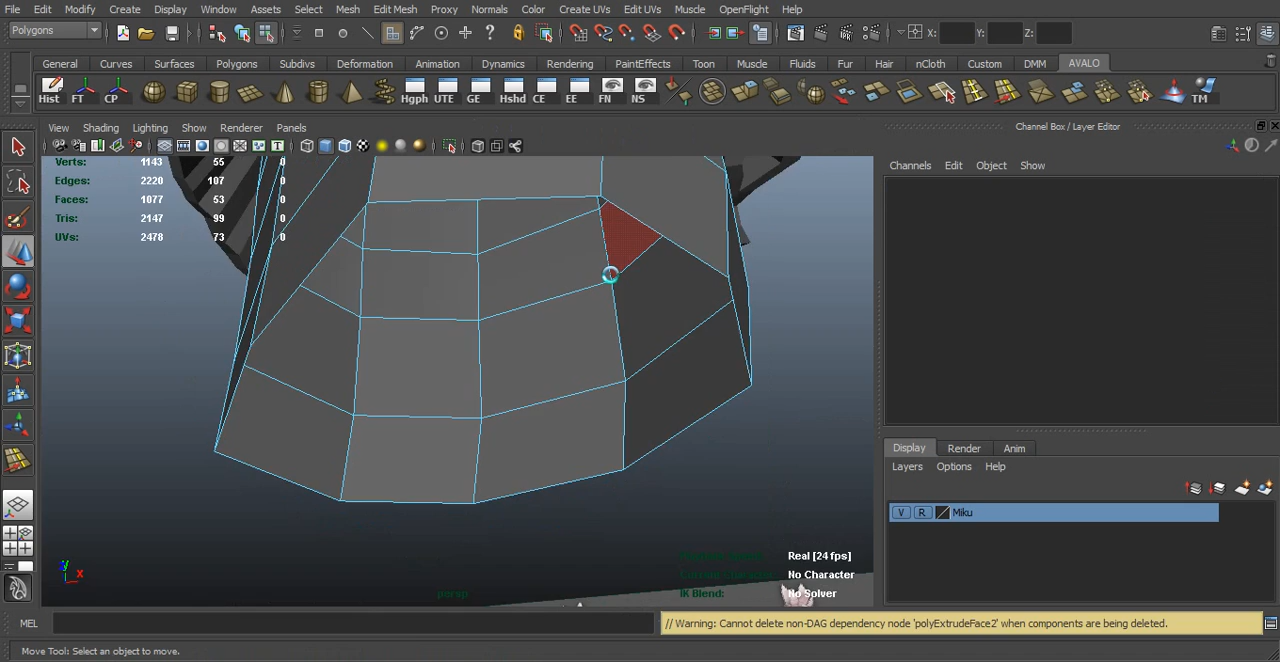 File Edit Modify Create Display Window Assets Select Mesh Edit Mesh Proxy Normals Color Create UVs Edit UVs Muscle OpenFlight Help
Polygons X: Y: Z:
General Curves Surfaces Polygons Subdivs Deformation Animation Dynamics Rendering PaintEffects Toon Muscle Fluids Fur Hair nCloth Custom DMM AVALO
Hist FT CP Hgph UTE GE Hshd CE EE FN NS TM
View Shading Lighting Show Renderer Panels
Channel Box / Layer Editor
Channels Edit Object Show
Verts: 1143 55 0
Edges: 2220 107 0
Faces: 1077 53 0
Tris: 2147 99 0
UVs: 2478 73 0
Display Render Anim
Layers Options Help
V R Miku
Real [24 fps]
No Character
persp IK Blend: No Solver
MEL // Warning: Cannot delete non-DAG dependency node 'polyExtrudeFace2' when components are being deleted.
Move Tool: Select an object to move.